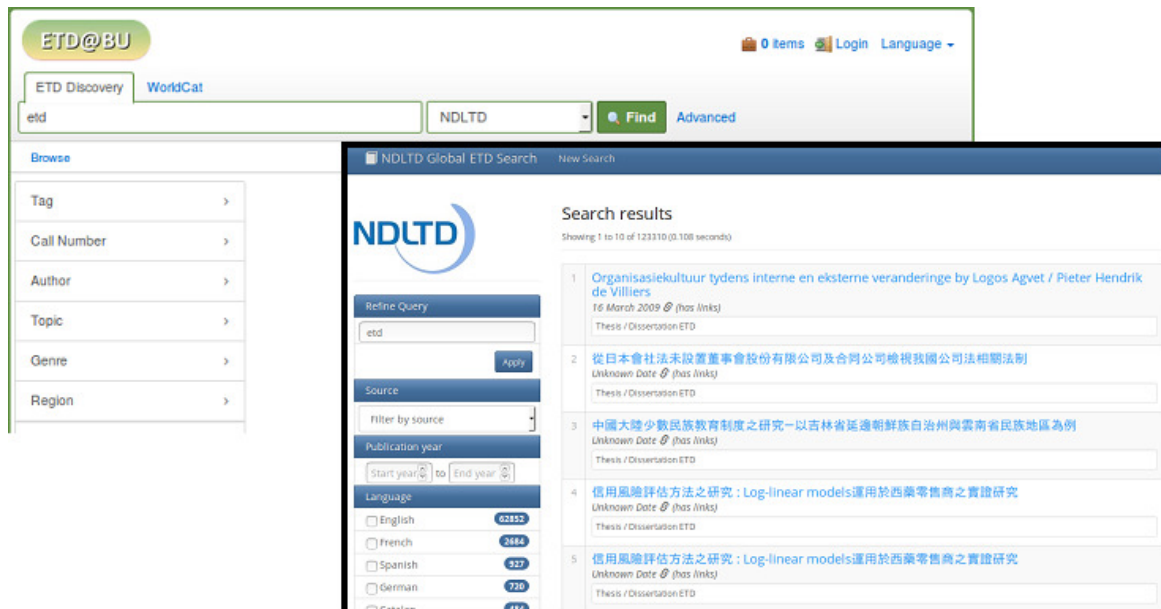 ETD@BU
0 items Login Language
ETD Discovery WorldCat
etd NDLTD Find Advanced
Browse
Tag
Call Number
Author
Topic
Genre
Region
NDLTD Global ETD Search New Search
NDLTD
Search results
Showing 1 to 10 of 123310 (0.108 seconds)
Refine Query
etd
Apply
Source
Filter by source
Publication year
Start year to End year
Language
English 62852
French 2684
Spanish 927
German 720
Catalan 484
1 Organisasiekultuur tydens interne en eksterne veranderinge by Logos Agvet / Pieter Hendrik
de Villiers
16 March 2009 (has links)
Thesis / Dissertation ETD
2 從日本會社法未設置董事會股份有限公司及合同公司檢視我國公司法相關法制
Unknown Date (has links)
Thesis / Dissertation ETD
3 中國大陸少數民族教育制度之研究—以吉林省延邊朝鮮族自治州與雲南省民族地區為例
Unknown Date (has links)
Thesis / Dissertation ETD
4 信用風險評估方法之研究 : Log-linear models運用於西藥零售商之實證研究
Unknown Date (has links)
Thesis / Dissertation ETD
5 信用風險評估方法之研究 : Log-linear models運用於西藥零售商之實證研究
Unknown Date (has links)
Thesis / Dissertation ETD